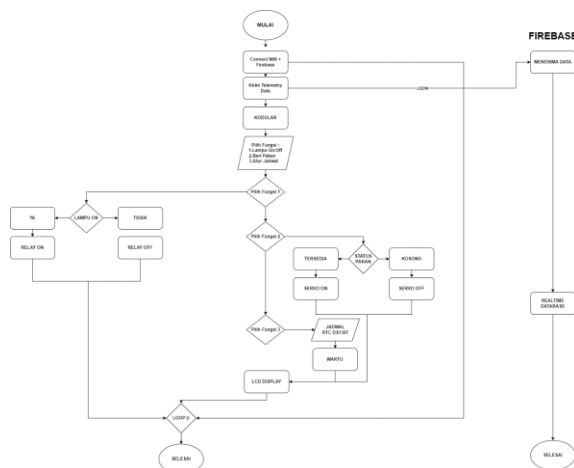 MULAI
FIREBASE
Connect Wifi +
Firebase
MENERIMA DATA
Kirim Telemetry
Data
JSON
KODULAR
Pilih Fungsi :
1.Lampu On/Off
2.Beri Pakan
3.Atur Jadwal
Pilih Fungsi 1
YA
LAMPU ON
TIDAK
Pilih Fungsi 2
RELAY ON
RELAY OFF
TERSEDIA
STATUS
PAKAN
KOSONG
SERVO ON
SERVO OFF
REALTIME
DATABASE
Pilih Fungsi 3
JADWAL
RTC DS1307
WAKTU
LCD DISPLAY
LOOP ()
SELESAI
SELESAI